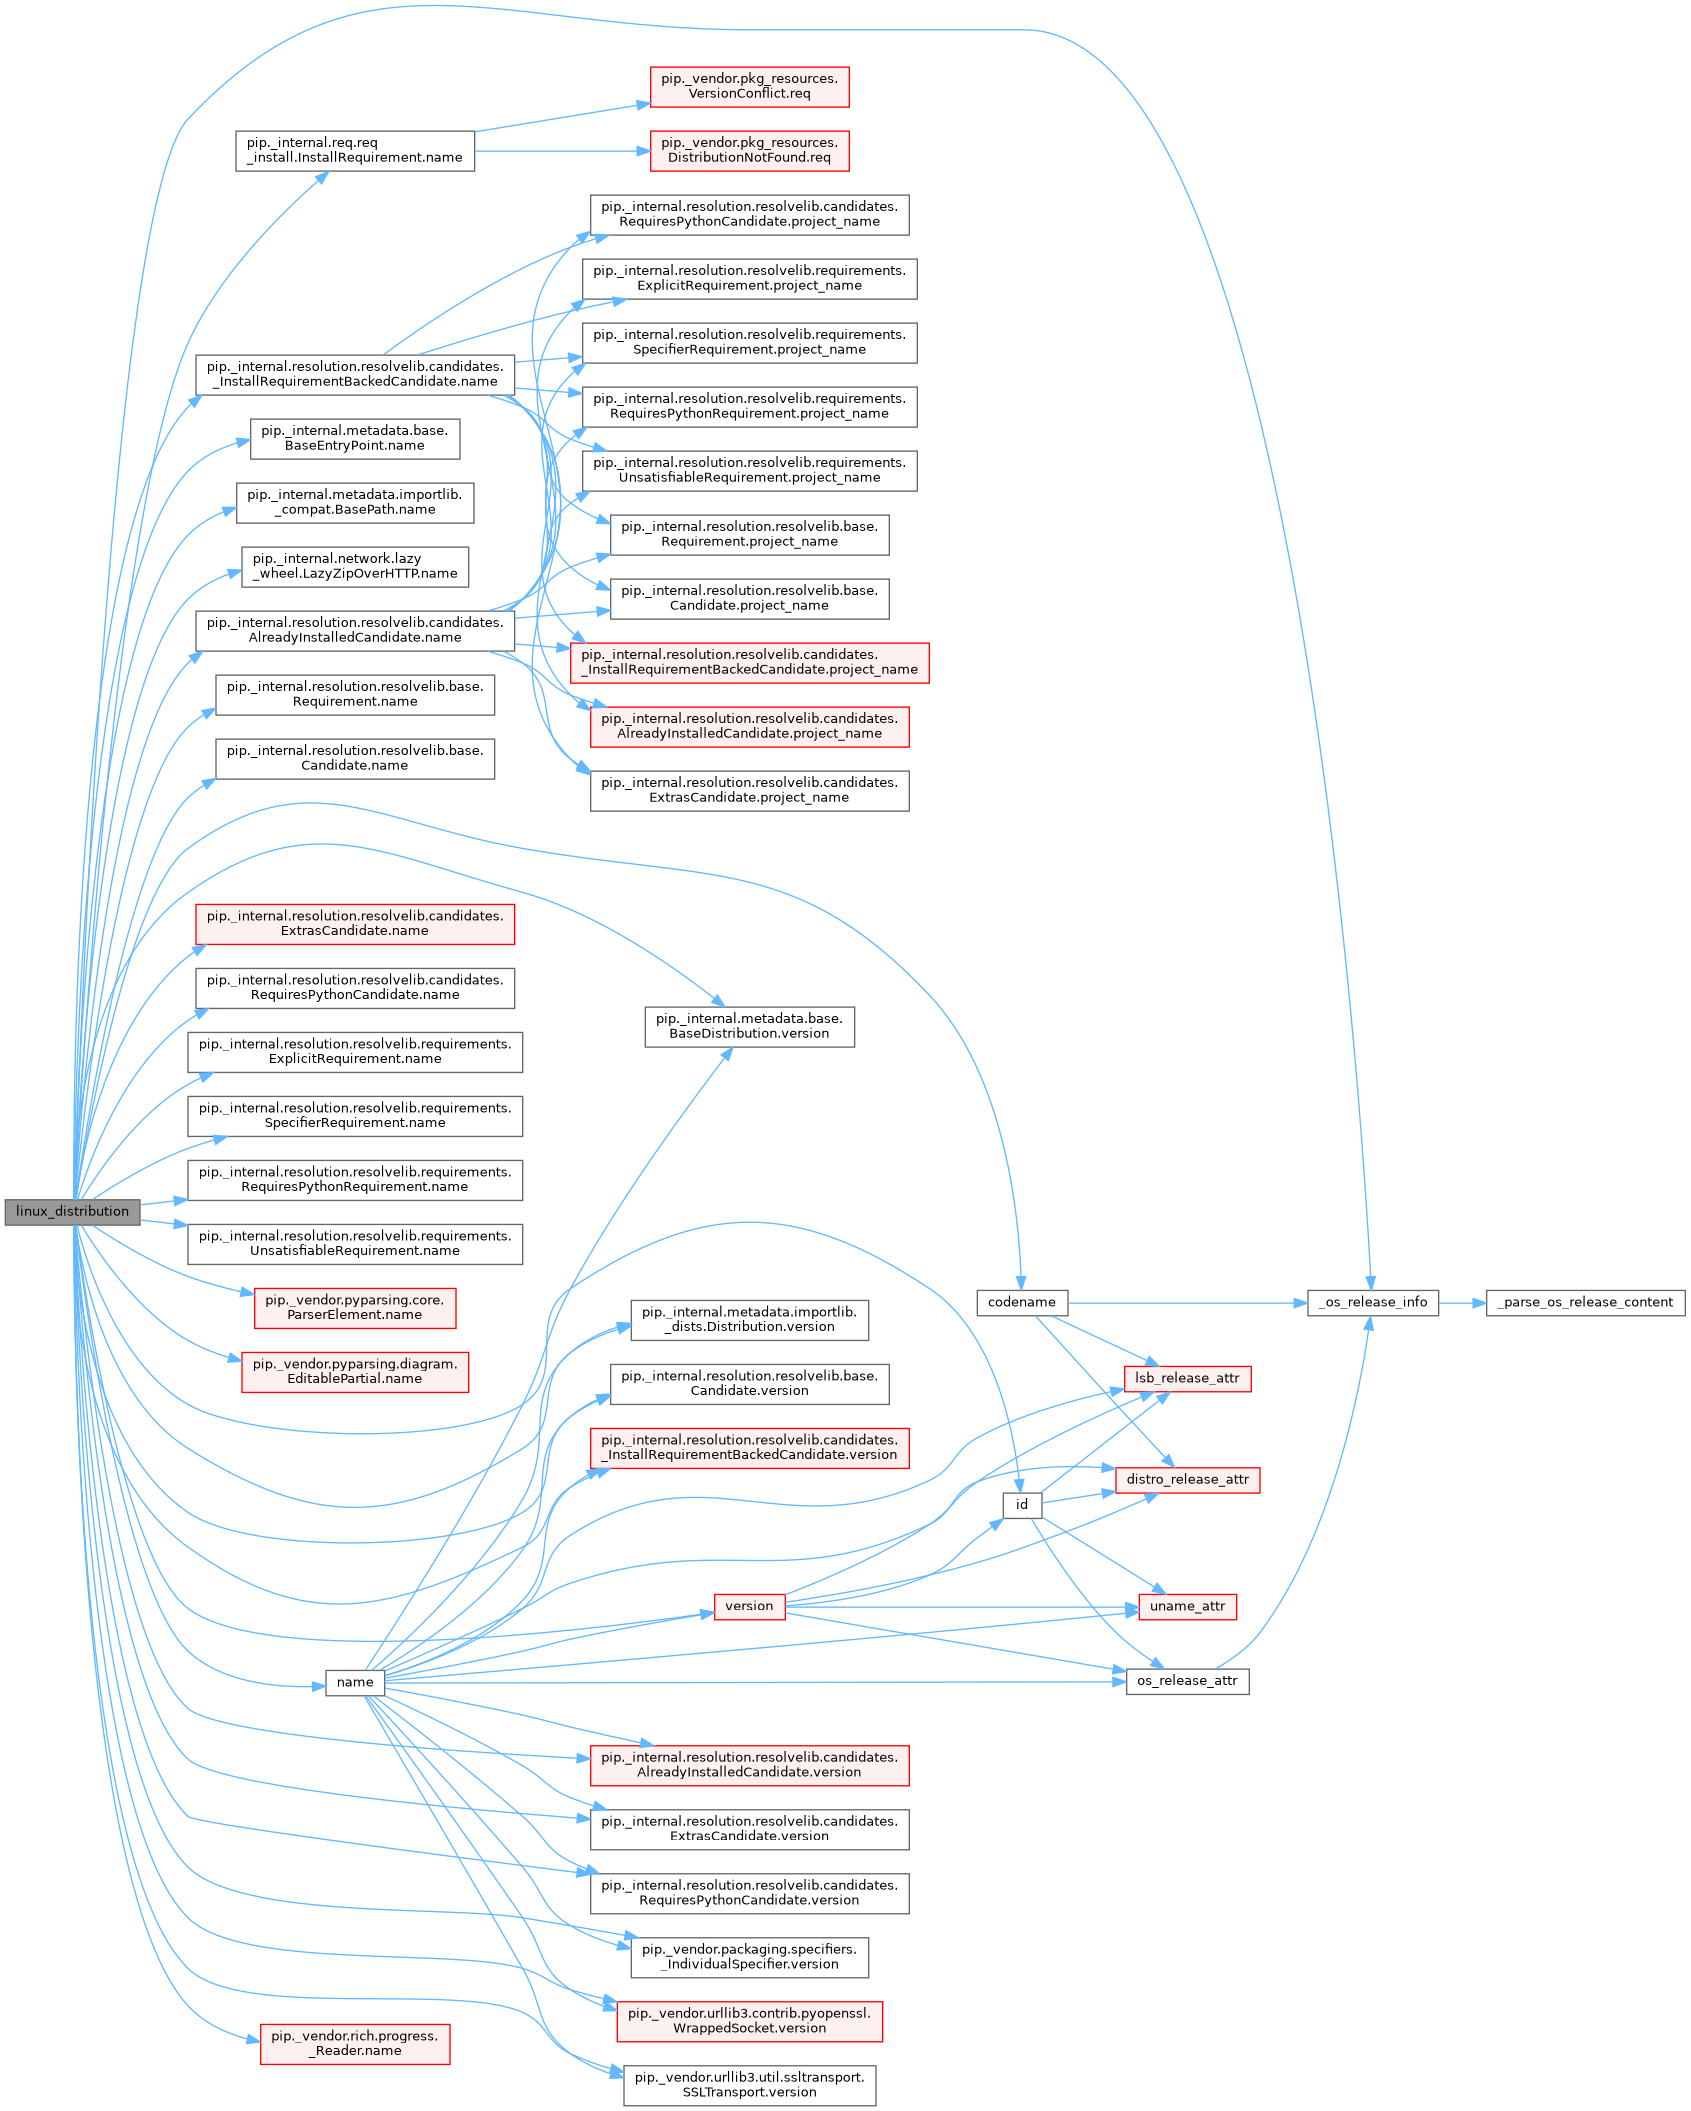 pip._vendor.pkg_resources.
VersionConflict.req
pip._internal.req.req
_install.InstallRequirement.name
pip._vendor.pkg_resources.
DistributionNotFound.req
pip._internal.resolution.resolvelib.candidates.
RequiresPythonCandidate.project_name
pip._internal.resolution.resolvelib.requirements.
ExplicitRequirement.project_name
pip._internal.resolution.resolvelib.requirements.
SpecifierRequirement.project_name
pip._internal.resolution.resolvelib.candidates.
_InstallRequirementBackedCandidate.name
pip._internal.resolution.resolvelib.requirements.
RequiresPythonRequirement.project_name
pip._internal.metadata.base.
BaseEntryPoint.name
pip._internal.resolution.resolvelib.requirements.
UnsatisfiableRequirement.project_name
pip._internal.metadata.importlib.
_compat.BasePath.name
pip._internal.resolution.resolvelib.base.
Requirement.project_name
pip._internal.network.lazy
_wheel.LazyZipOverHTTP.name
pip._internal.resolution.resolvelib.base.
Candidate.project_name
pip._internal.resolution.resolvelib.candidates.
AlreadyInstalledCandidate.name
pip._internal.resolution.resolvelib.candidates.
_InstallRequirementBackedCandidate.project_name
pip._internal.resolution.resolvelib.base.
Requirement.name
pip._internal.resolution.resolvelib.candidates.
AlreadyInstalledCandidate.project_name
pip._internal.resolution.resolvelib.base.
Candidate.name
pip._internal.resolution.resolvelib.candidates.
ExtrasCandidate.project_name
pip._internal.resolution.resolvelib.candidates.
ExtrasCandidate.name
pip._internal.resolution.resolvelib.candidates.
RequiresPythonCandidate.name
pip._internal.metadata.base.
BaseDistribution.version
pip._internal.resolution.resolvelib.requirements.
ExplicitRequirement.name
pip._internal.resolution.resolvelib.requirements.
SpecifierRequirement.name
pip._internal.resolution.resolvelib.requirements.
RequiresPythonRequirement.name
linux_distribution
pip._internal.resolution.resolvelib.requirements.
UnsatisfiableRequirement.name
pip._vendor.pyparsing.core.
ParserElement.name
codename
_os_release_info
_parse_os_release_content
pip._internal.metadata.importlib.
_dists.Distribution.version
pip._vendor.pyparsing.diagram.
EditablePartial.name
pip._internal.resolution.resolvelib.base.
Candidate.version
lsb_release_attr
pip._internal.resolution.resolvelib.candidates.
_InstallRequirementBackedCandidate.version
distro_release_attr
id
version
uname_attr
name
os_release_attr
pip._internal.resolution.resolvelib.candidates.
AlreadyInstalledCandidate.version
pip._internal.resolution.resolvelib.candidates.
ExtrasCandidate.version
pip._internal.resolution.resolvelib.candidates.
RequiresPythonCandidate.version
pip._vendor.packaging.specifiers.
_IndividualSpecifier.version
pip._vendor.urllib3.contrib.pyopenssl.
WrappedSocket.version
pip._vendor.rich.progress.
_Reader.name
pip._vendor.urllib3.util.ssltransport.
SSLTransport.version